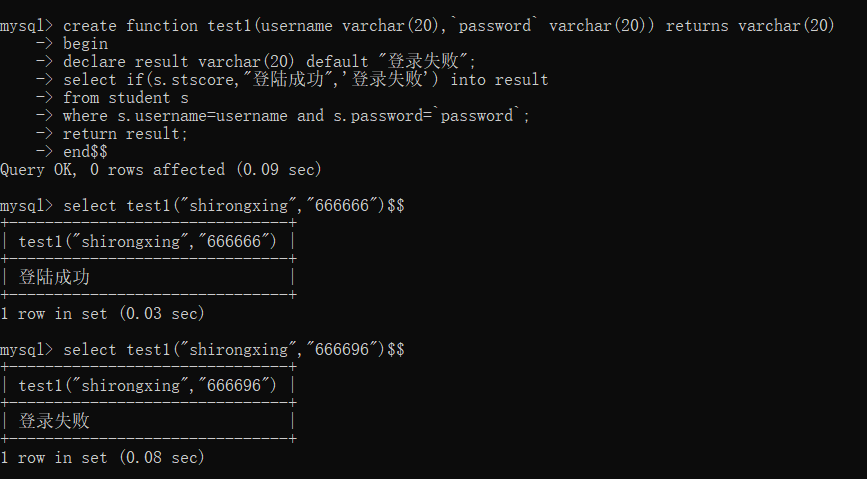 mysql> create function test1(username varchar(20),`password` varchar(20)) returns varchar(20)
    -> begin
    -> declare result varchar(20) default "登录失败";
    -> select if(s.stscore,"登陆成功",'登录失败') into result
    -> from student s
    -> where s.username=username and s.password=`password`;
    -> return result;
    -> end$$
Query OK, 0 rows affected (0.09 sec)
mysql> select test1("shirongxing","666666")$$
+-------------------------------+
| test1("shirongxing","666666") |
+-------------------------------+
| 登陆成功                      |
+-------------------------------+
1 row in set (0.03 sec)
mysql> select test1("shirongxing","666696")$$
+-------------------------------+
| test1("shirongxing","666696") |
+-------------------------------+
| 登录失败                      |
+-------------------------------+
1 row in set (0.08 sec)